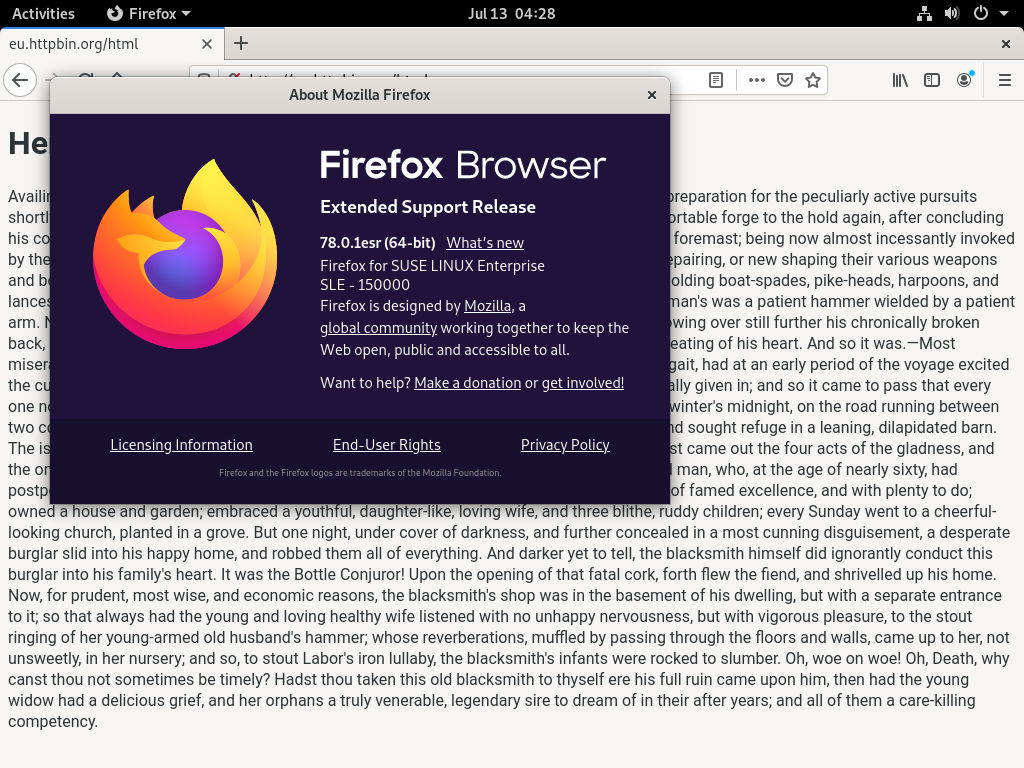 Activities Firefox Jul 13 04:28
eu.httpbin.org/html
About Mozilla Firefox
He
Firefox Browser
Extended Support Release
78.0.1esr (64-bit) What's new
Firefox for SUSE LINUX Enterprise
SLE - 150000
Firefox is designed by Mozilla, a
global community working together to keep the
Web open, public and accessible to all.
Want to help? Make a donation or get involved!
Licensing Information End-User Rights Privacy Policy
Firefox and the Firefox logos are trademarks of the Mozilla Foundation.
Availin preparation for the peculiarly active pursuits
shortl rtable forge to the hold again, after concluding
his co foremast; being now almost incessantly invoked
by the epairing, or new shaping their various weapons
and bo olding boat-spades, pike-heads, harpoons, and
lances man's was a patient hammer wielded by a patient
arm. N owing over still further his chronically broken
back, eating of his heart. And so it was.—Most
misera gait, had at an early period of the voyage excited
the cu ally given in; and so it came to pass that every
one no winter's midnight, on the road running between
two co nd sought refuge in a leaning, dilapidated barn.
The is st came out the four acts of the gladness, and
the on man, who, at the age of nearly sixty, had
postp of famed excellence, and with plenty to do;
owned a house and garden; embraced a youthful, daughter-like, loving wife, and three blithe, ruddy children; every Sunday went to a cheerful-
looking church, planted in a grove. But one night, under cover of darkness, and further concealed in a most cunning disguisement, a desperate
burglar slid into his happy home, and robbed them all of everything. And darker yet to tell, the blacksmith himself did ignorantly conduct this
burglar into his family's heart. It was the Bottle Conjuror! Upon the opening of that fatal cork, forth flew the fiend, and shrivelled up his home.
Now, for prudent, most wise, and economic reasons, the blacksmith's shop was in the basement of his dwelling, but with a separate entrance
to it; so that always had the young and loving healthy wife listened with no unhappy nervousness, but with vigorous pleasure, to the stout
ringing of her young-armed old husband's hammer; whose reverberations, muffled by passing through the floors and walls, came up to her, not
unsweetly, in her nursery; and so, to stout Labor's iron lullaby, the blacksmith's infants were rocked to slumber. Oh, woe on woe! Oh, Death, why
canst thou not sometimes be timely? Hadst thou taken this old blacksmith to thyself ere his full ruin came upon him, then had the young
widow had a delicious grief, and her orphans a truly venerable, legendary sire to dream of in their after years; and all of them a care-killing
competency.